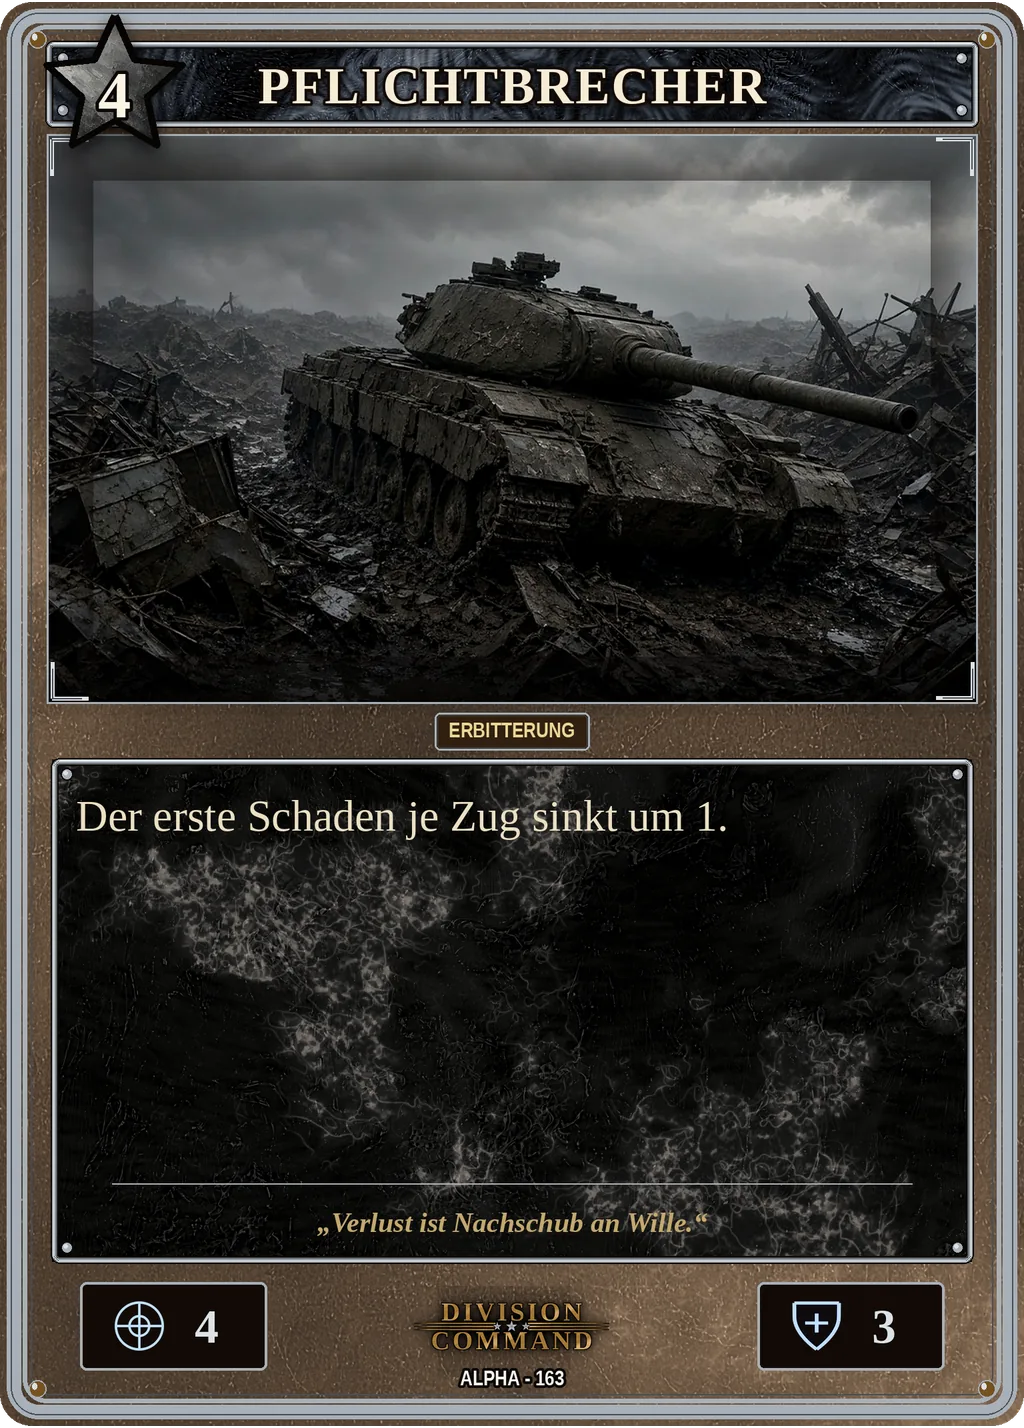 4
PFLICHTBRECHER
ERBITTERUNG
Der erste Schaden je Zug sinkt um 1.
„Verlust ist Nachschub an Wille.“
4
DIVISION
COMMAND
3
ALPHA - 163